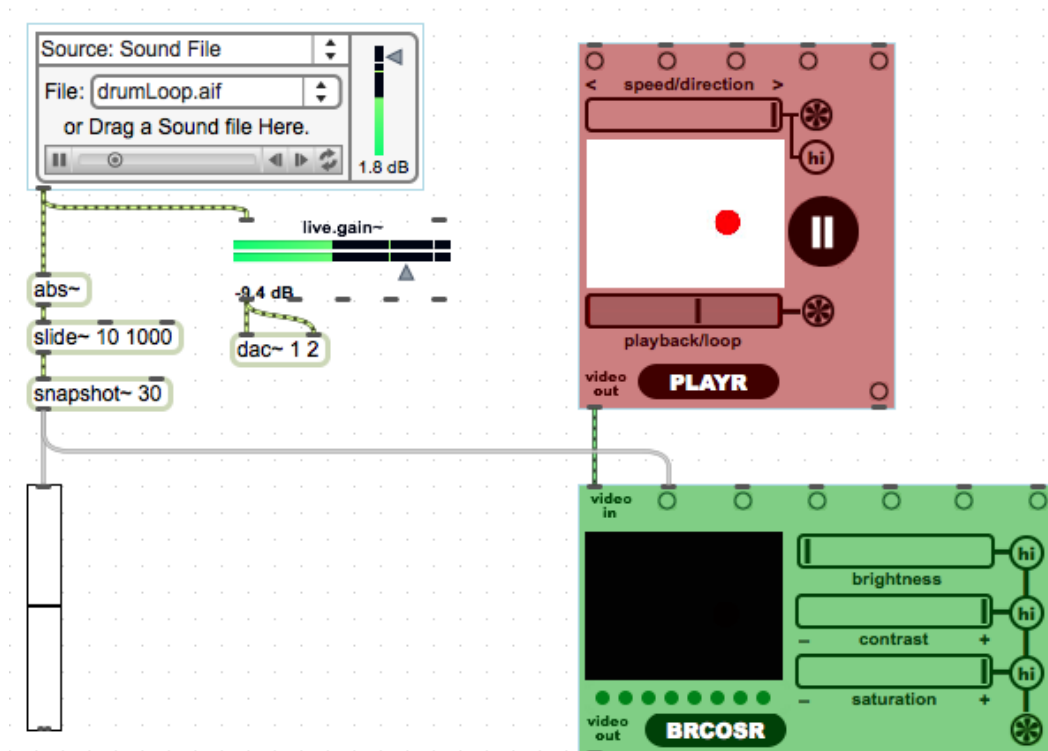 Source: Sound File
File: drumLoop.aif
or Drag a Sound file Here.
1.8 dB
live.gain~
-9.4 dB
abs~
slide~ 10 1000
dac~ 1 2
snapshot~ 30
< speed/direction >
hi
playback/loop
video
out
PLAYR
video
in
hi
brightness
hi
– contrast +
hi
– saturation +
video
out
BRCOSR